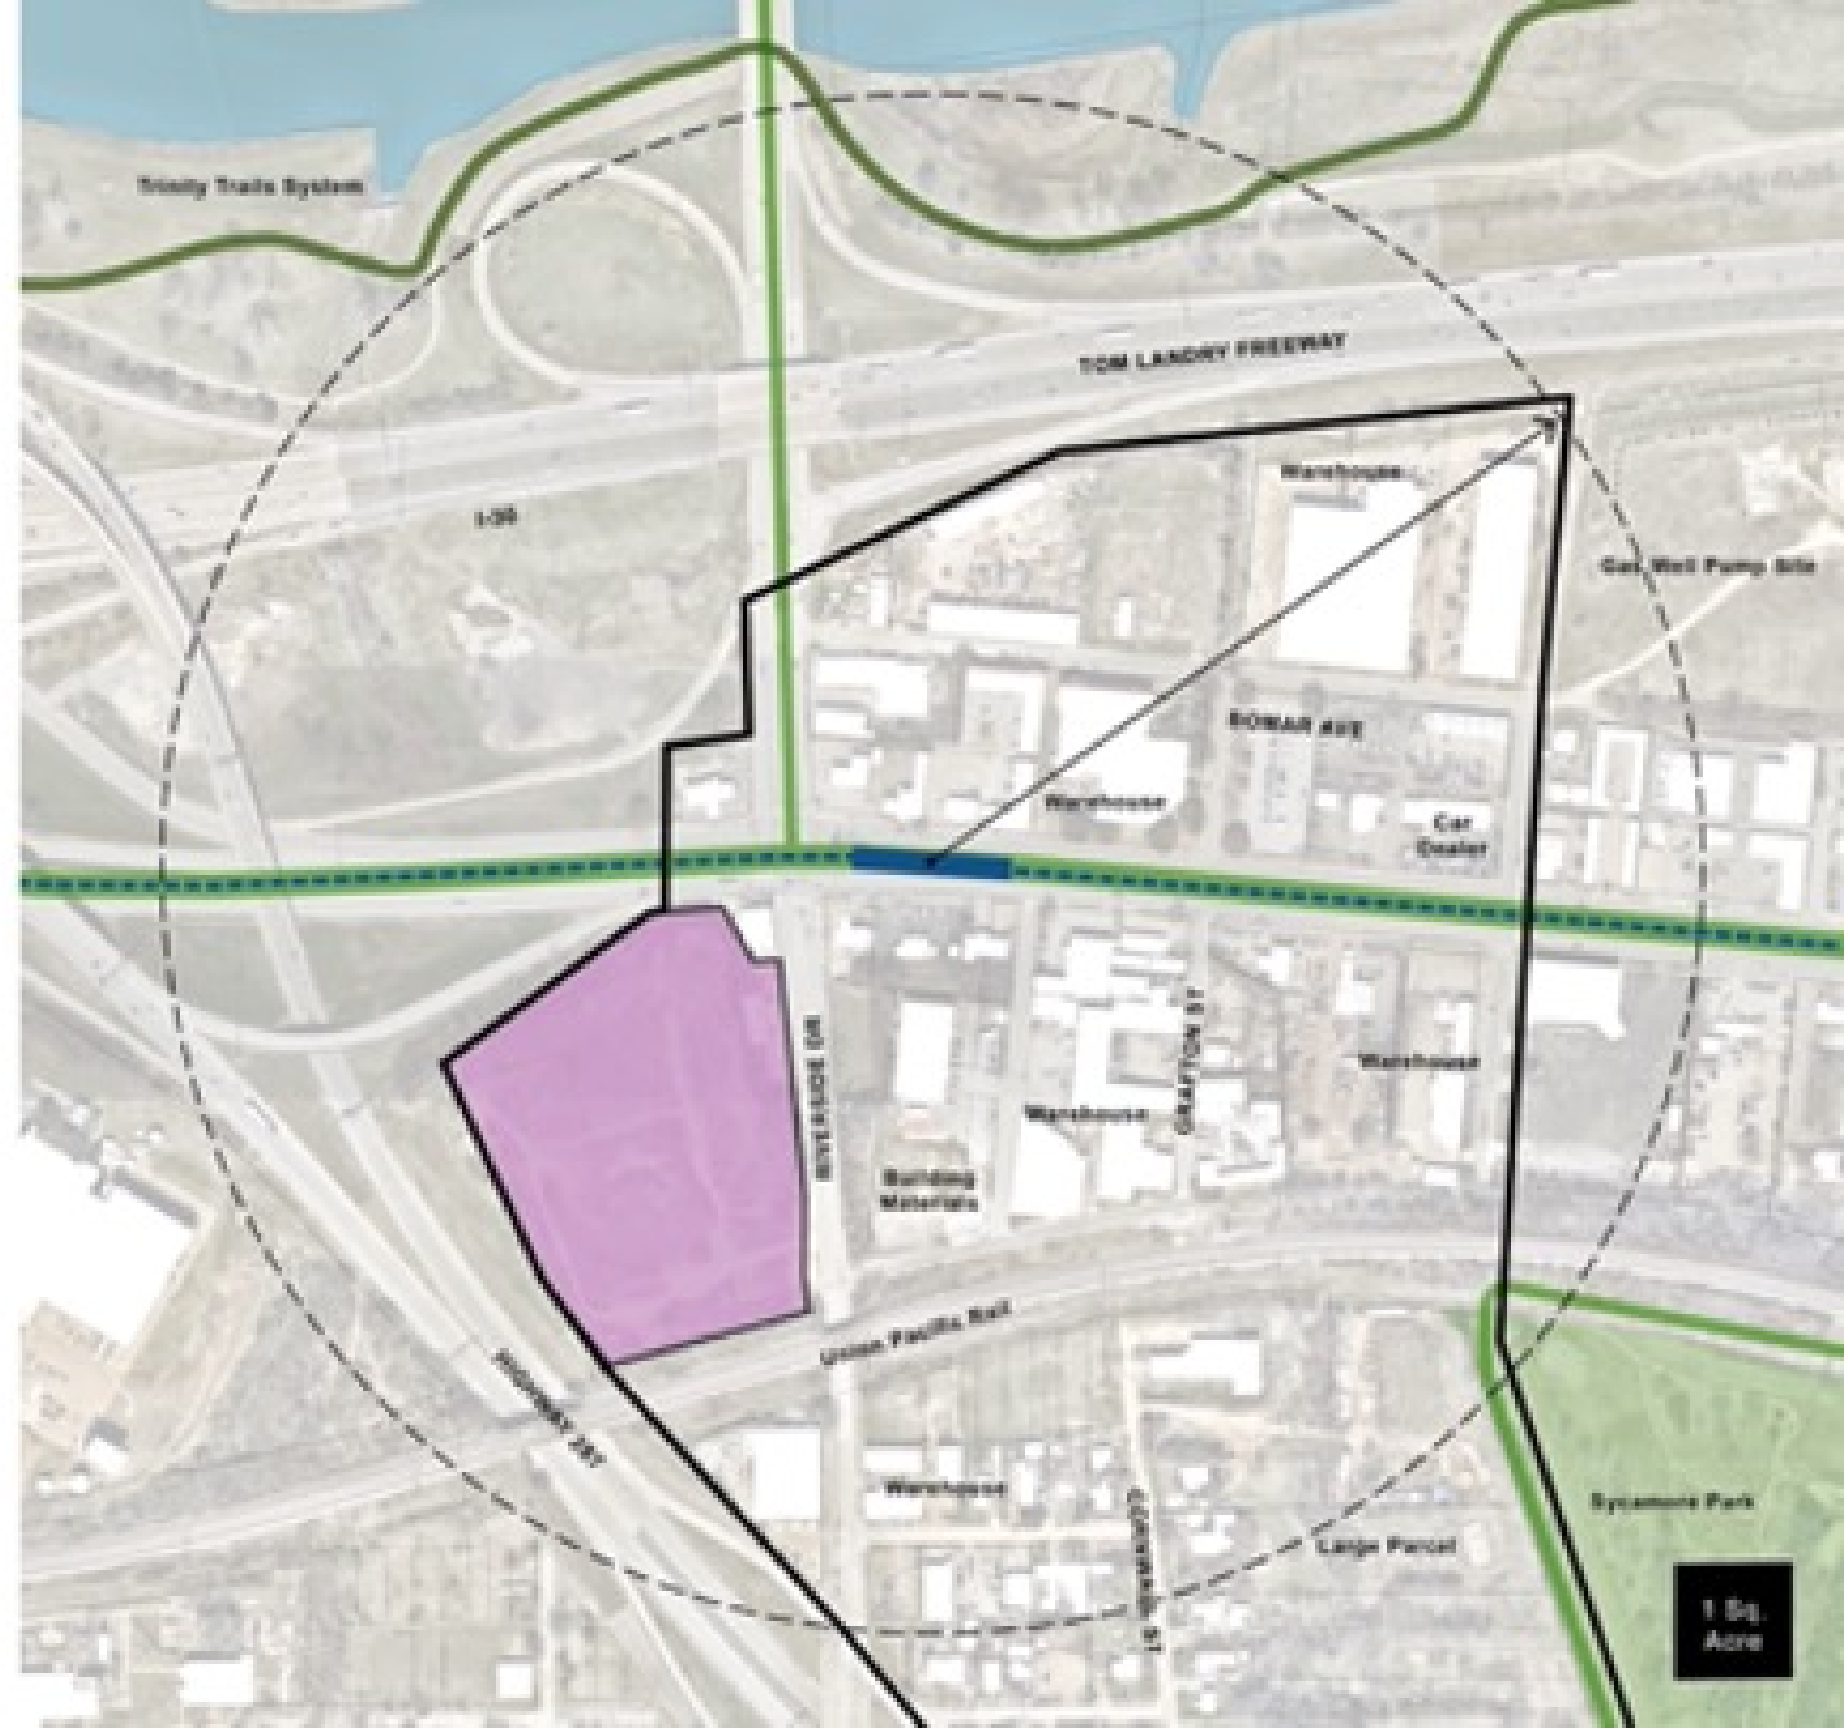 Trinity Trails System
TOM LANDRY FREEWAY
Warehouse
I-30
Gas Well Pump Site
BOMAR AVE
Warehouse
Car
Dealer
RIVERSIDE DR
GRAFTON ST
Warehouse
Warehouse
Building
Materials
Union Pacific Rail
HIGHWAY 287
Warehouse
Sycamore Park
Large Parcel
1 Sq.
Acre